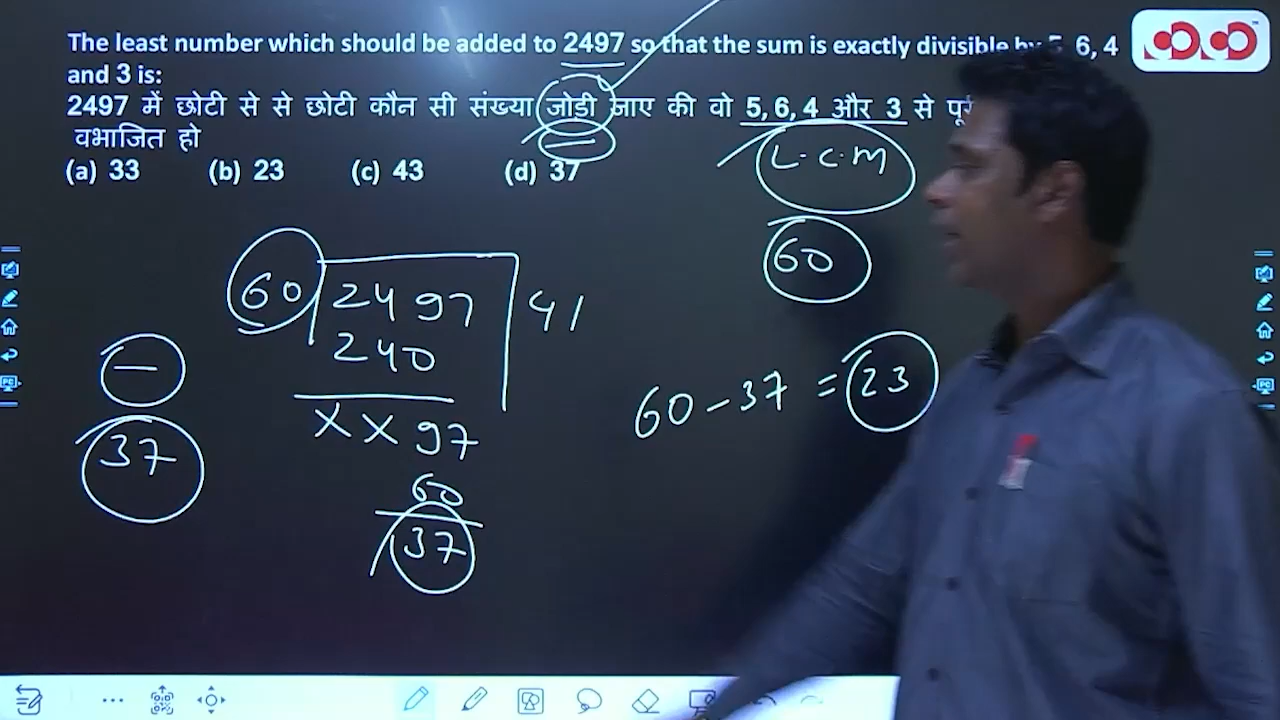 The least number which should be added to 2497 so that the sum is exactly divisible by 5, 6, 4
and 3 is:
2497 में छोटी से से छोटी कौन सी संख्या जोड़ी जाए की वो 5, 6, 4 और 3 से
वभाजित हो
(a) 33 (b) 23 (c) 43 (d) 37
L.C.M
60
60 2497 41
240
XX97
60
37
—
37
60 - 37 = 23